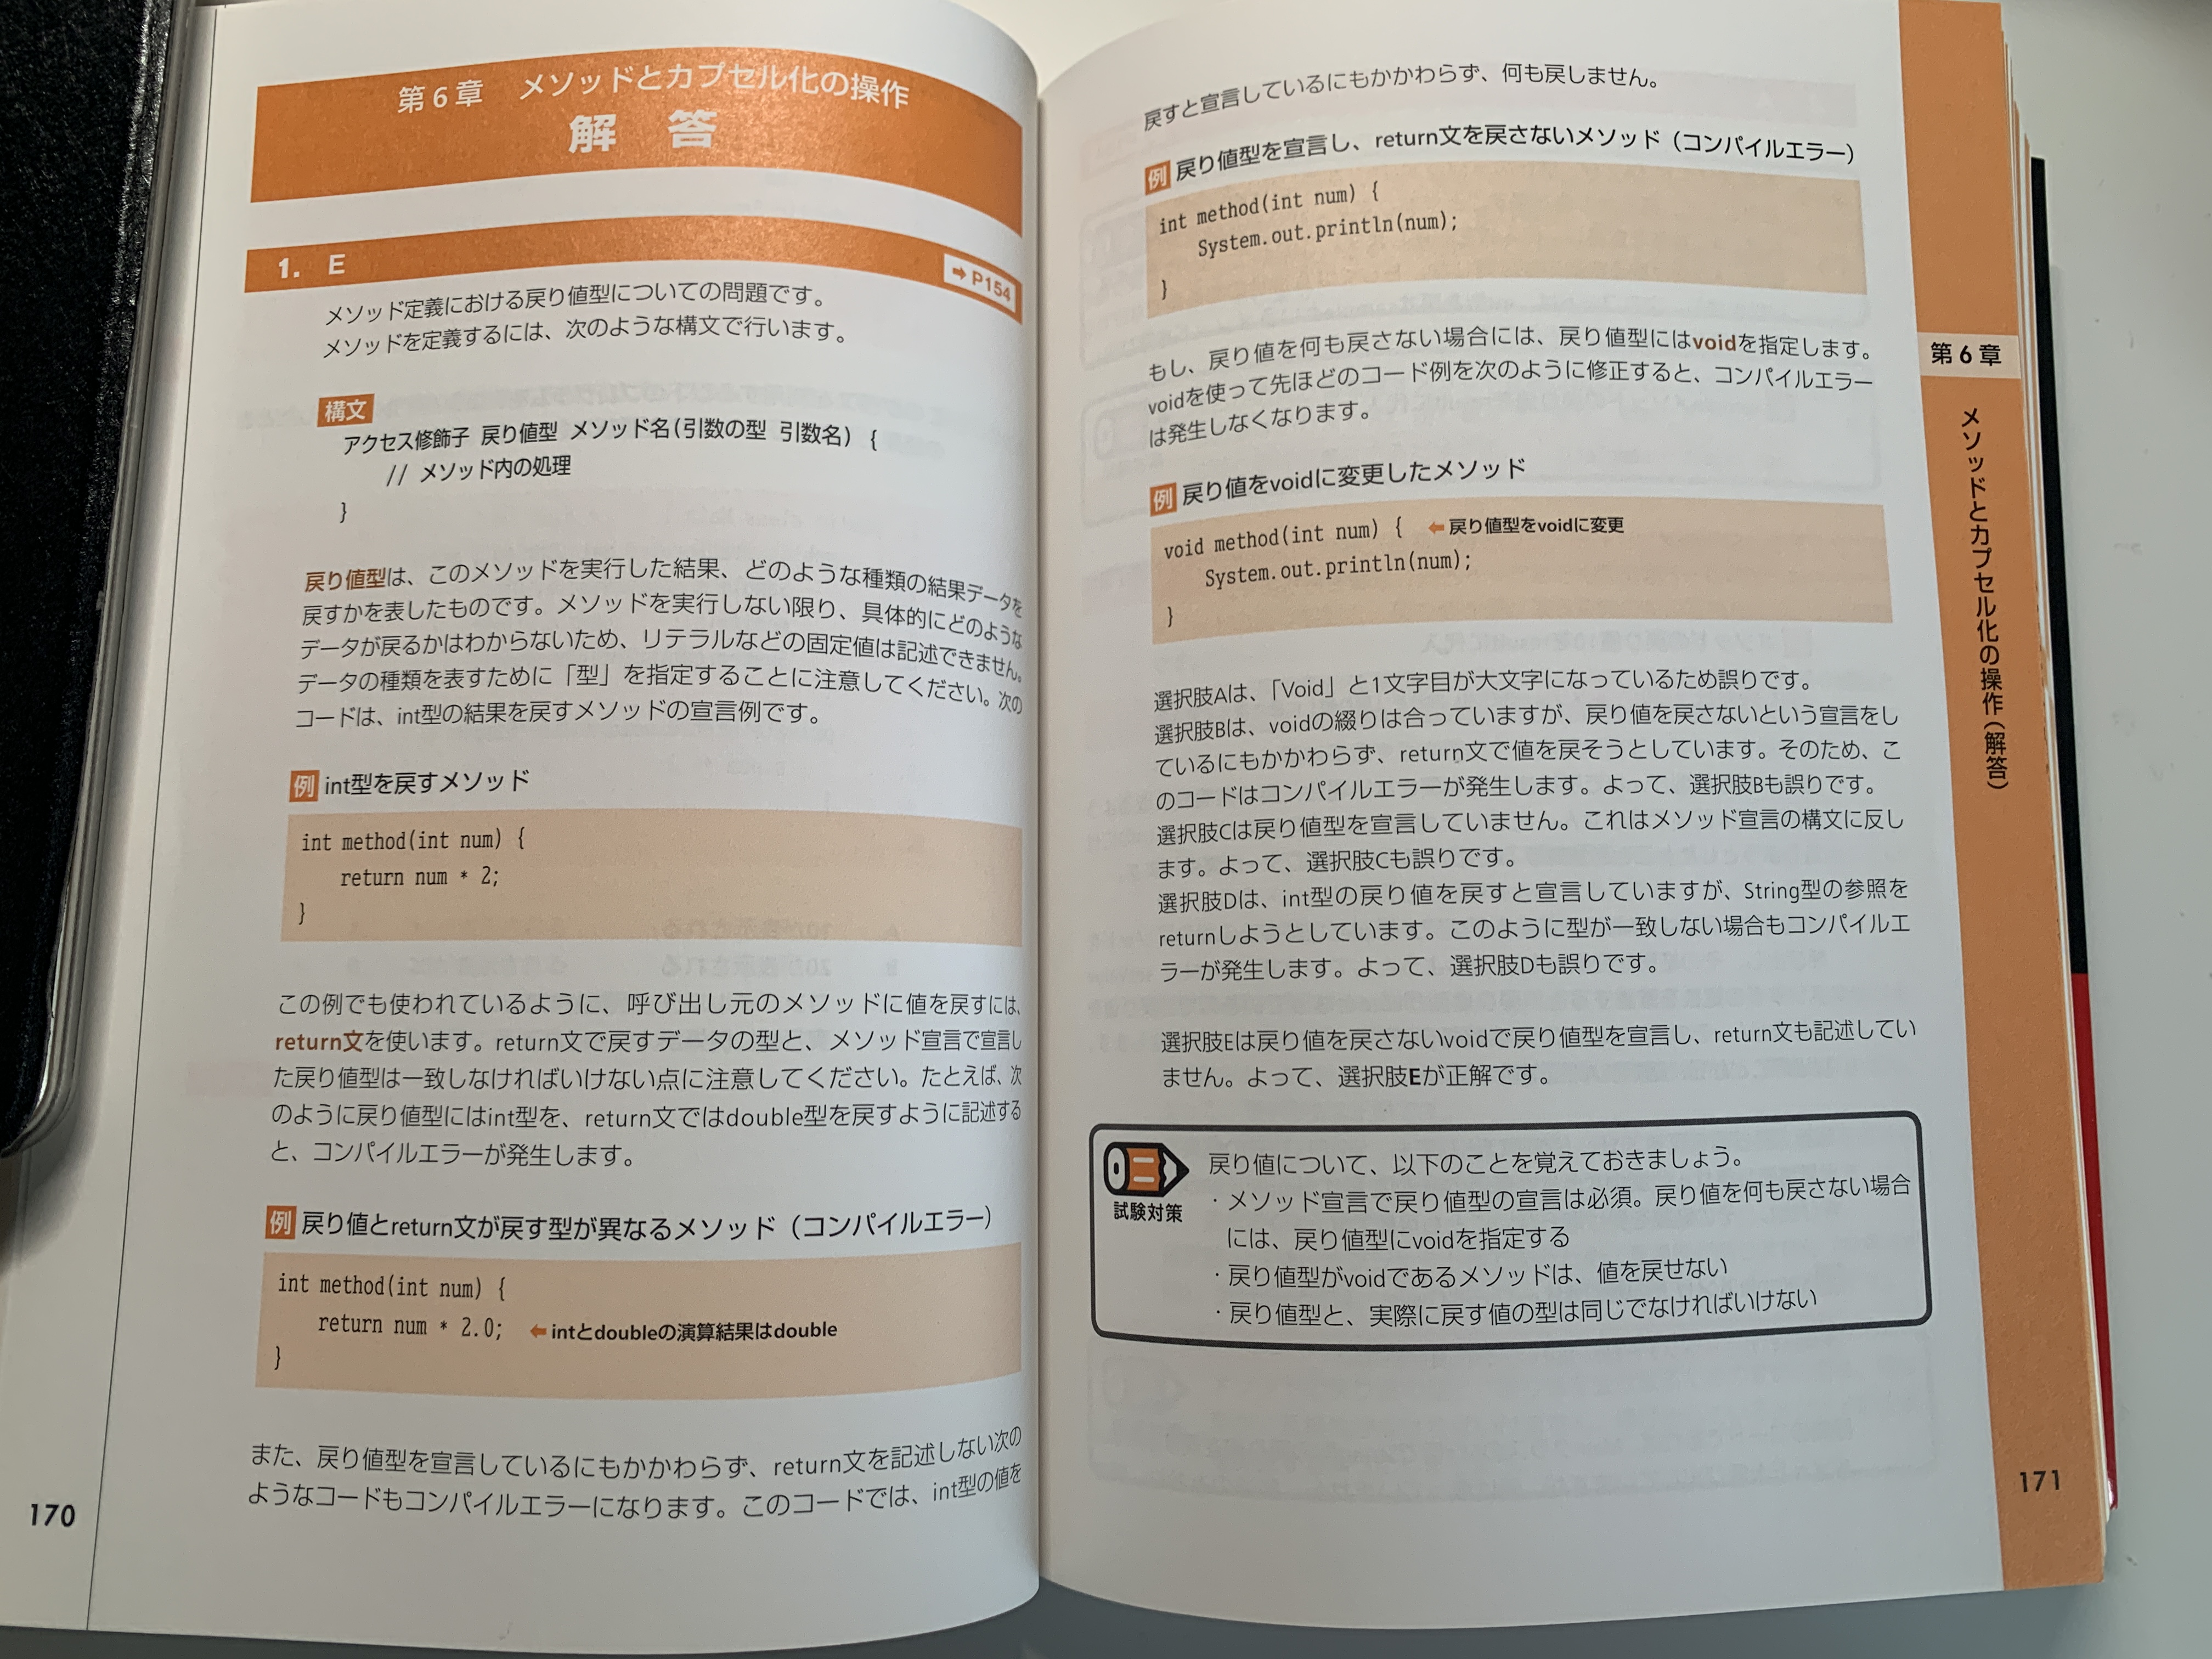 第6章 メソッドとカプセル化の操作
解 答
1. E
➡ P154
メソッド定義における戻り値型についての問題です。
メソッドを定義するには、次のような構文で行います。
構文
アクセス修飾子 戻り値型 メソッド名(引数の型 引数名) {
// メソッド内の処理
}
戻り値型は、このメソッドを実行した結果、どのような種類の結果データを
戻すかを表したものです。メソッドを実行しない限り、具体的にどのような
データが戻るかはわからないため、リテラルなどの固定値は記述できません。
データの種類を表すために「型」を指定することに注意してください。次の
コードは、int型の結果を戻すメソッドの宣言例です。
例 int型を戻すメソッド
int method(int num) {
return num * 2;
}
この例でも使われているように、呼び出し元のメソッドに値を戻すには、
return文を使います。return文で戻すデータの型と、メソッド宣言で宣言し
た戻り値型は一致しなければいけない点に注意してください。たとえば、次
のように戻り値型にはint型を、return文ではdouble型を戻すように記述する
と、コンパイルエラーが発生します。
例 戻り値とreturn文が戻す型が異なるメソッド（コンパイルエラー）
int method(int num) {
return num * 2.0; ⬅ intとdoubleの演算結果はdouble
}
また、戻り値型を宣言しているにもかかわらず、return文を記述しない次の
ようなコードもコンパイルエラーになります。このコードでは、int型の値を
170
戻すと宣言しているにもかかわらず、何も戻しません。
例 戻り値型を宣言し、return文を戻さないメソッド（コンパイルエラー）
int method(int num) {
System.out.println(num);
}
もし、戻り値を何も戻さない場合には、戻り値型にはvoidを指定します。
voidを使って先ほどのコード例を次のように修正すると、コンパイルエラー
は発生しなくなります。
例 戻り値をvoidに変更したメソッド
void method(int num) { ⬅ 戻り値型をvoidに変更
System.out.println(num);
}
選択肢Aは、「Void」と1文字目が大文字になっているため誤りです。
選択肢Bは、voidの綴りは合っていますが、戻り値を戻さないという宣言をし
ているにもかかわらず、return文で値を戻そうとしています。そのため、こ
のコードはコンパイルエラーが発生します。よって、選択肢Bも誤りです。
選択肢Cは戻り値型を宣言していません。これはメソッド宣言の構文に反し
ます。よって、選択肢Cも誤りです。
選択肢Dは、int型の戻り値を戻すと宣言していますが、String型の参照を
returnしようとしています。このように型が一致しない場合もコンパイルエ
ラーが発生します。よって、選択肢Dも誤りです。
選択肢Eは戻り値を戻さないvoidで戻り値型を宣言し、return文も記述してい
ません。よって、選択肢Eが正解です。
試験対策
戻り値について、以下のことを覚えておきましょう。
・メソッド宣言で戻り値型の宣言は必須。戻り値を何も戻さない場合
には、戻り値型にvoidを指定する
・戻り値型がvoidであるメソッドは、値を戻せない
・戻り値型と、実際に戻す値の型は同じでなければいけない
第6章
メソッドとカプセル化の操作（解答）
171